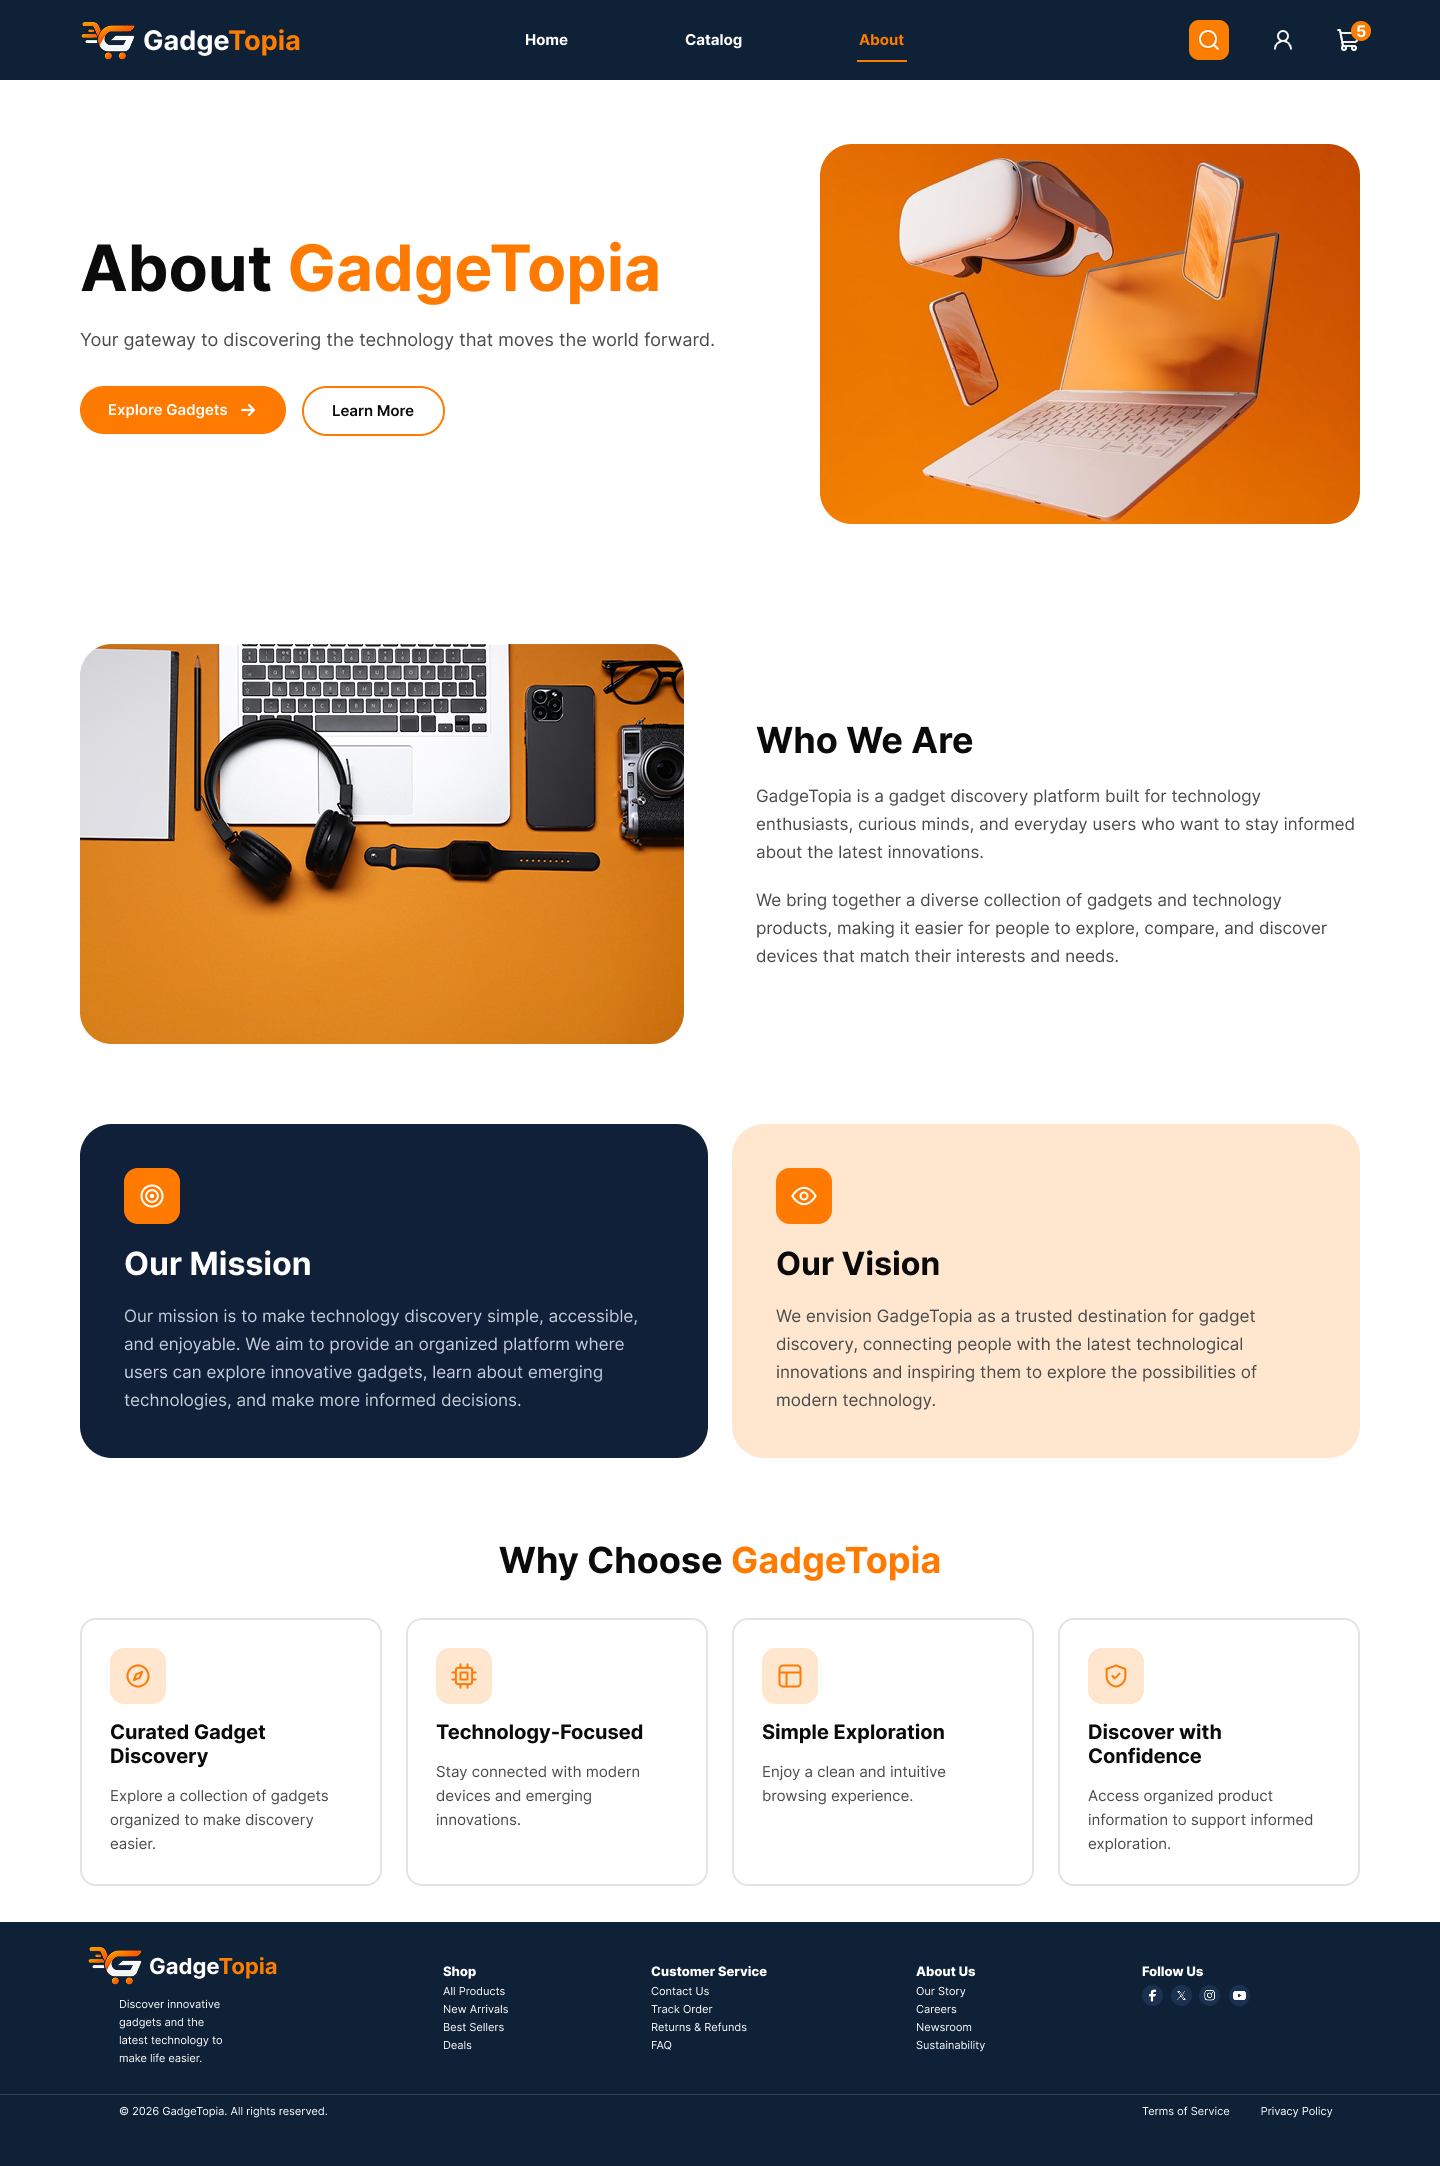 GadgeTopia
Home
Catalog
About
5
About GadgeTopia
Your gateway to discovering the technology that moves the world forward.
Explore Gadgets
Learn More
Who We Are
GadgeTopia is a gadget discovery platform built for technology
enthusiasts, curious minds, and everyday users who want to stay informed
about the latest innovations.
We bring together a diverse collection of gadgets and technology
products, making it easier for people to explore, compare, and discover
devices that match their interests and needs.
Our Mission
Our mission is to make technology discovery simple, accessible,
and enjoyable. We aim to provide an organized platform where
users can explore innovative gadgets, learn about emerging
technologies, and make more informed decisions.
Our Vision
We envision GadgeTopia as a trusted destination for gadget
discovery, connecting people with the latest technological
innovations and inspiring them to explore the possibilities of
modern technology.
Why Choose GadgeTopia
Curated Gadget
Discovery
Explore a collection of gadgets
organized to make discovery
easier.
Technology-Focused
Stay connected with modern
devices and emerging
innovations.
Simple Exploration
Enjoy a clean and intuitive
browsing experience.
Discover with
Confidence
Access organized product
information to support informed
exploration.
GadgeTopia
Discover innovative
gadgets and the
latest technology to
make life easier.
Shop
All Products
New Arrivals
Best Sellers
Deals
Customer Service
Contact Us
Track Order
Returns & Refunds
FAQ
About Us
Our Story
Careers
Newsroom
Sustainability
Follow Us
© 2026 GadgeTopia. All rights reserved.
Terms of Service
Privacy Policy